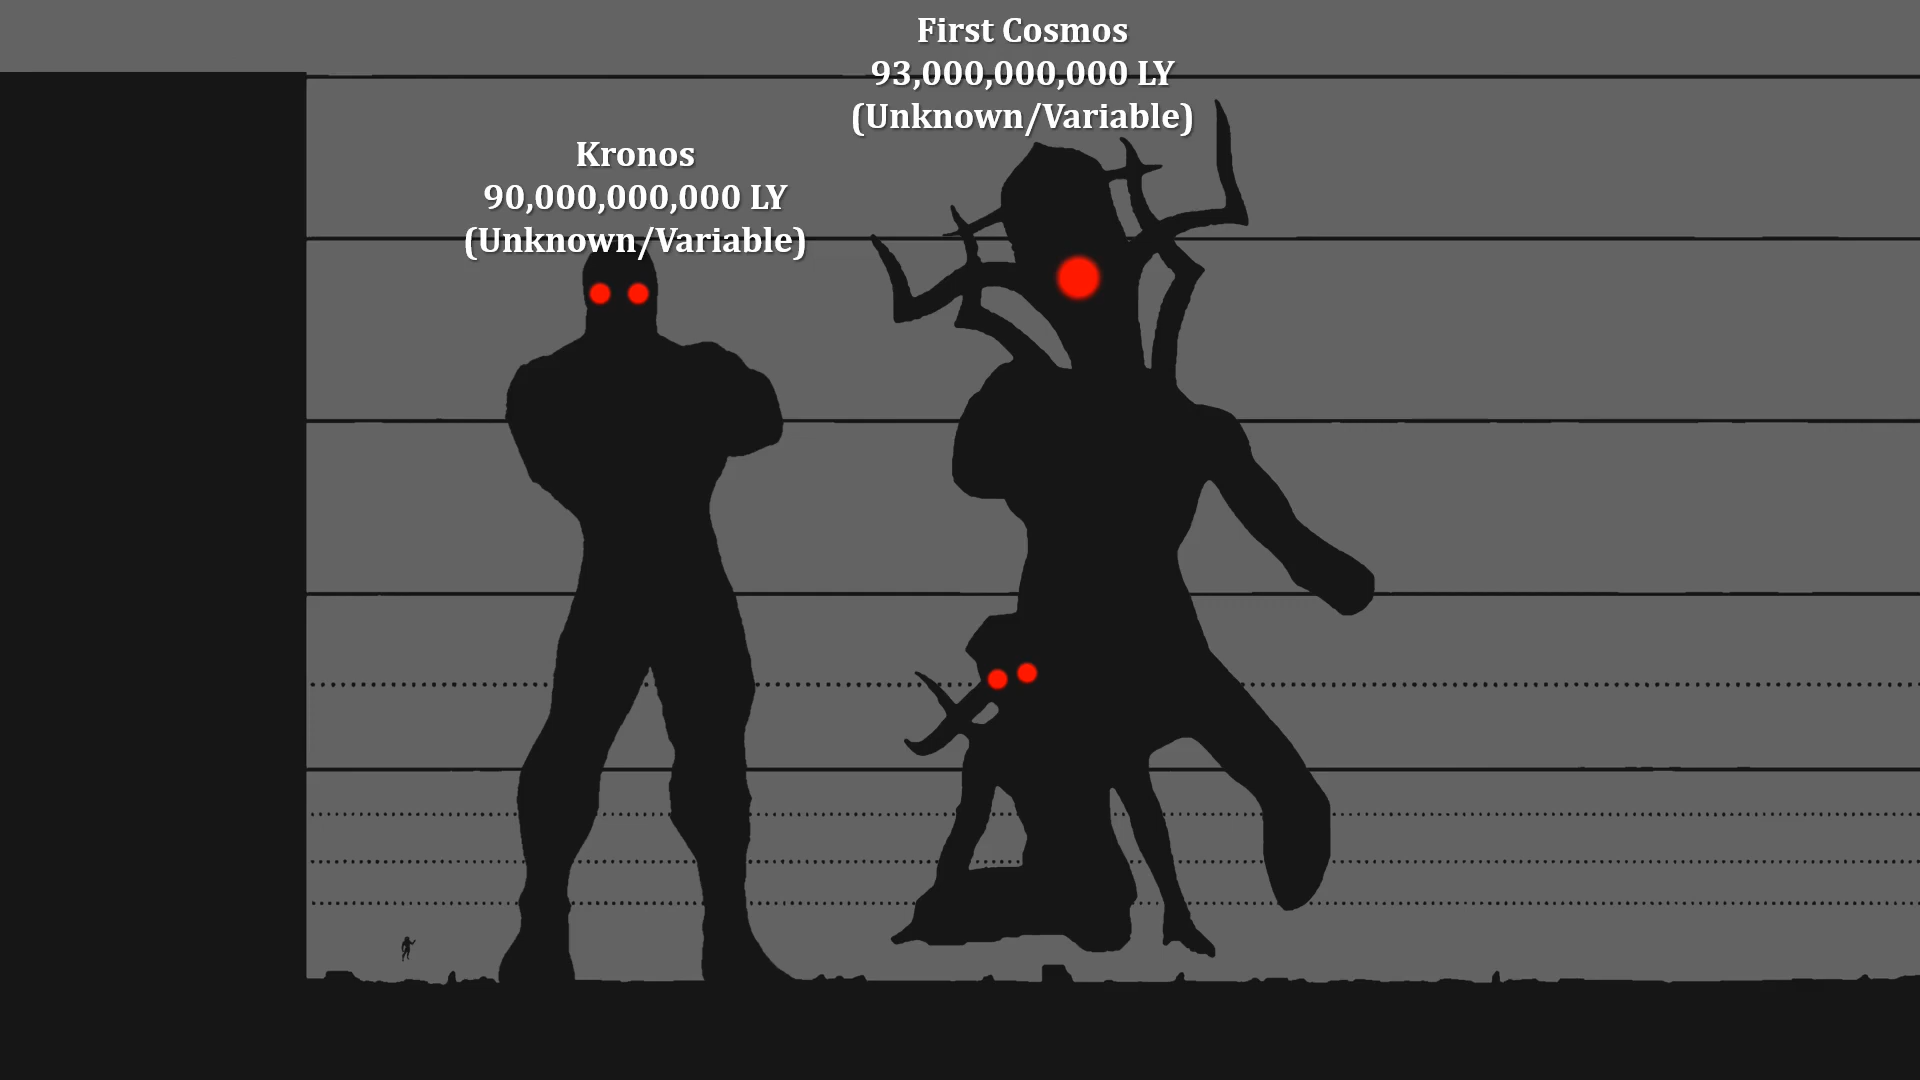 First Cosmos
93,000,000,000 LY
(Unknown/Variable)
Kronos
90,000,000,000 LY
(Unknown/Variable)